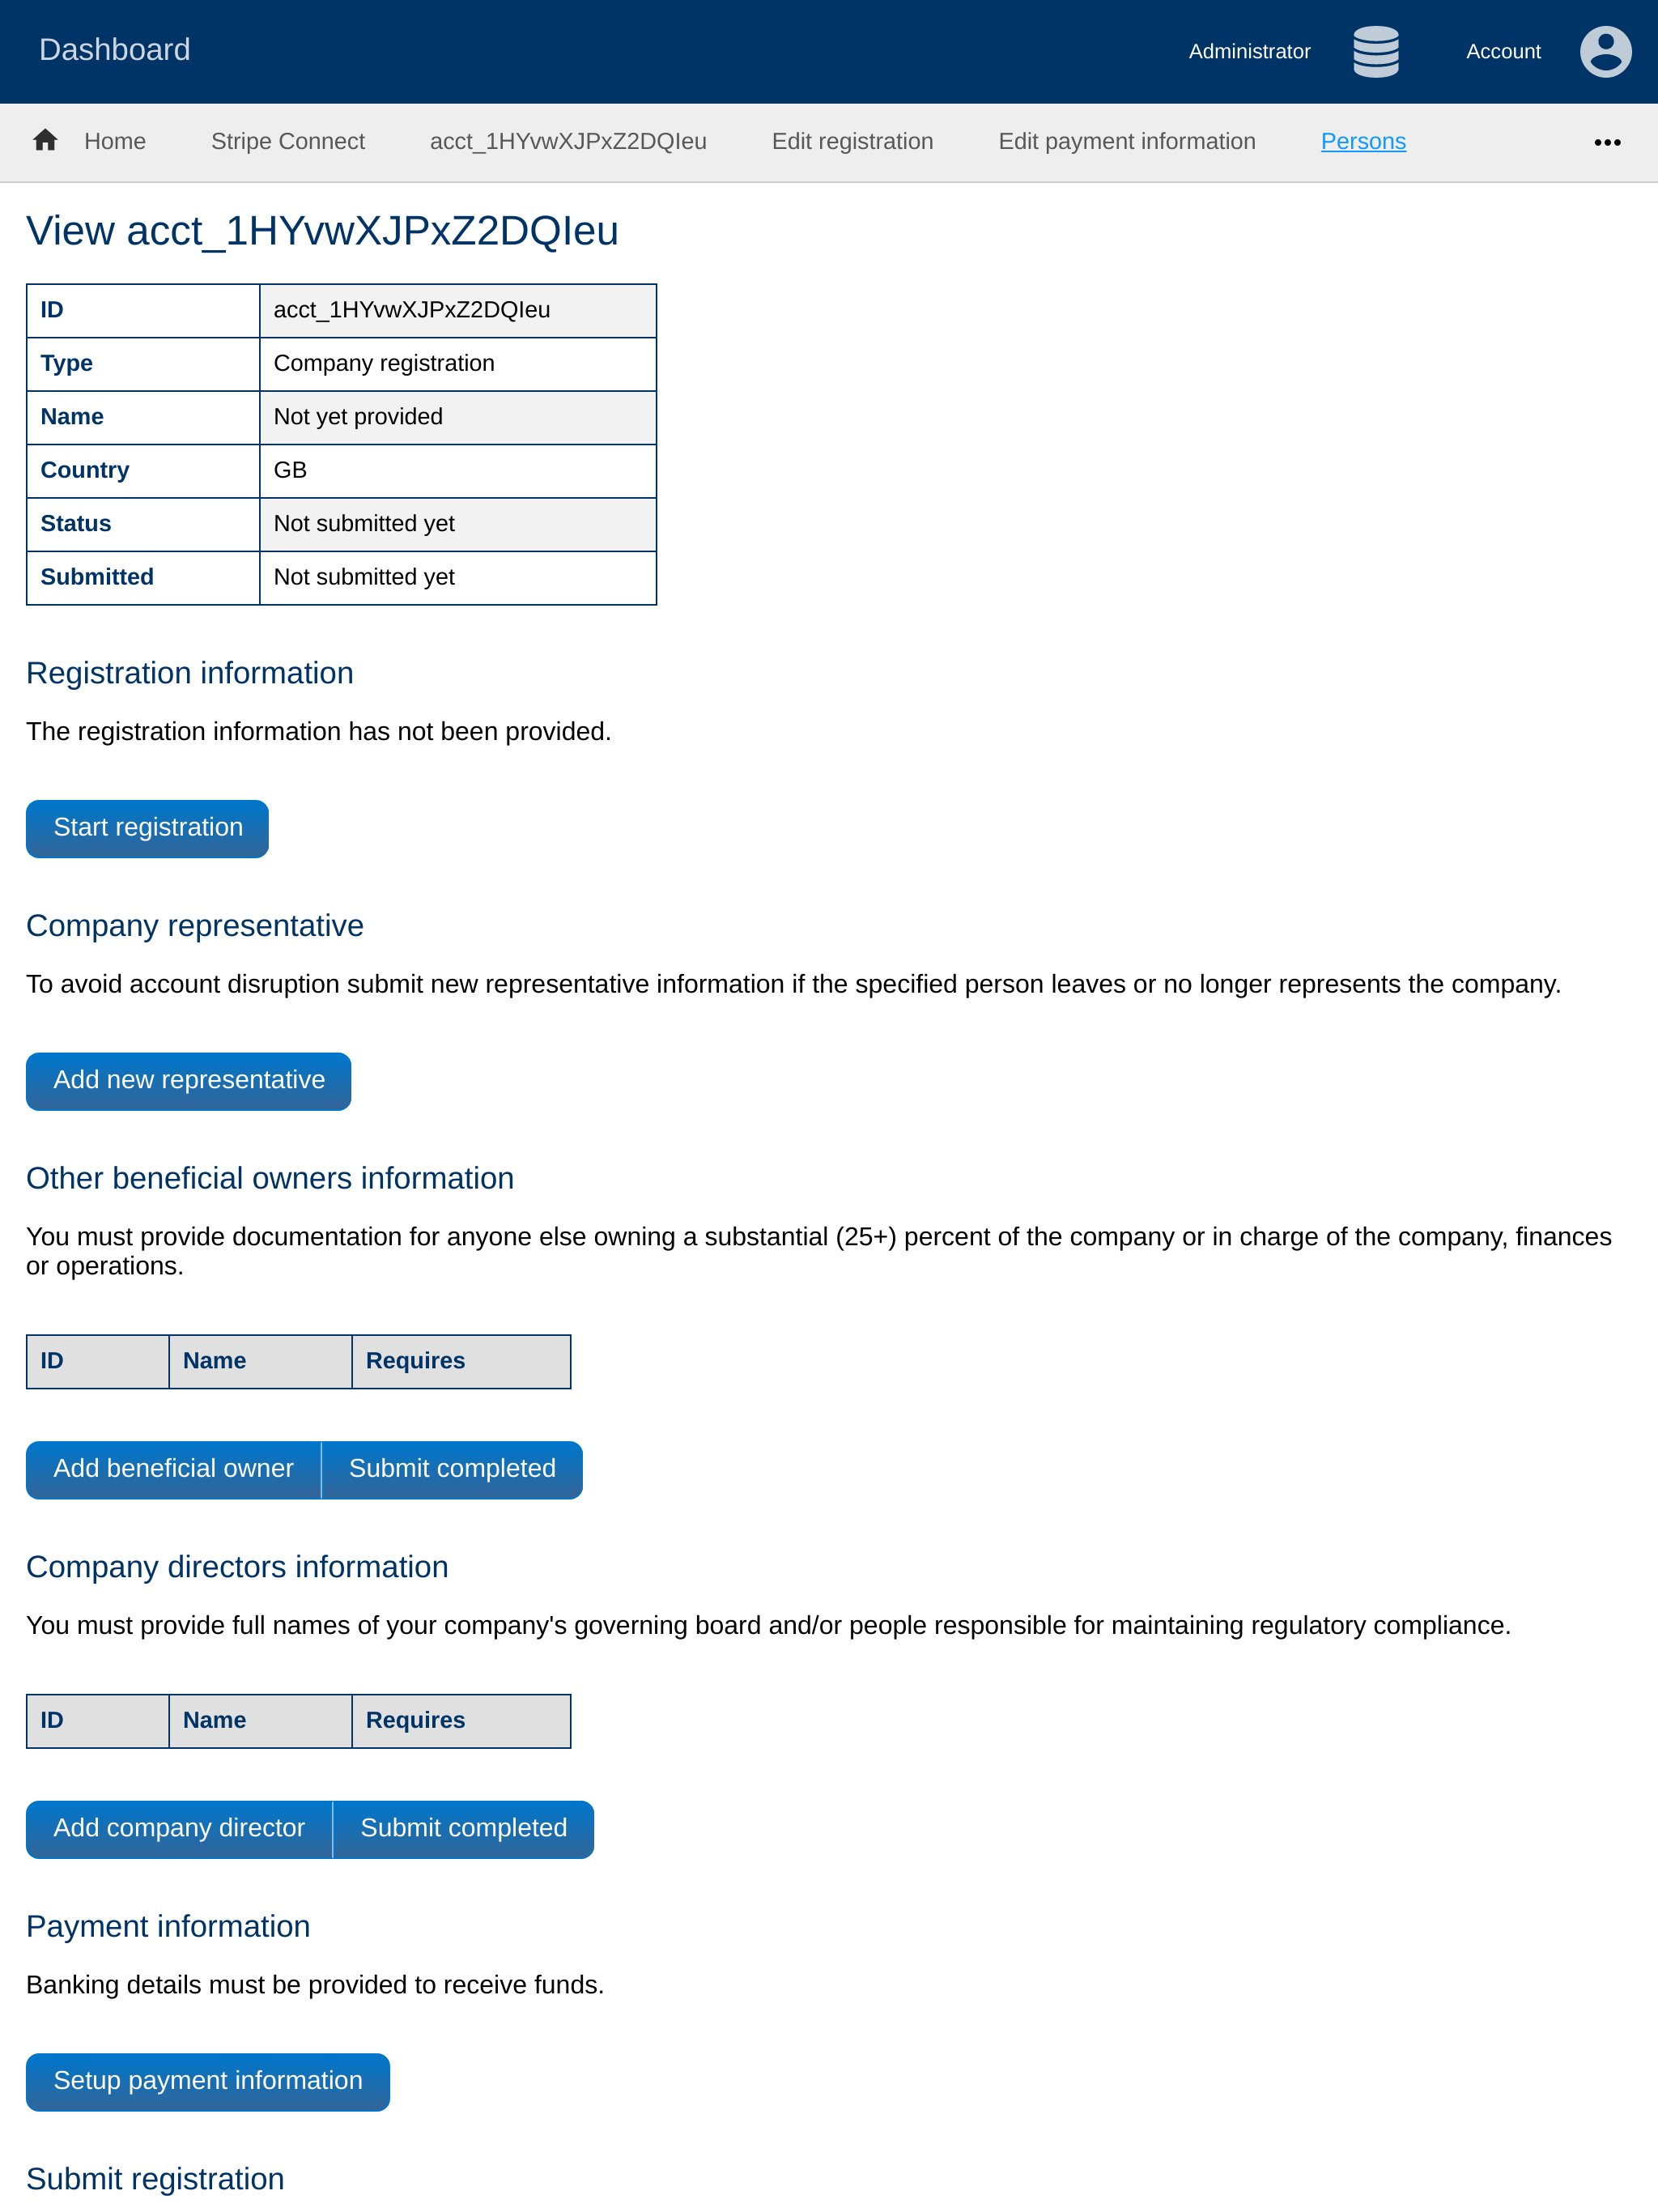 Dashboard
Administrator
Account
Home
Stripe Connect
acct_1HYvwXJPxZ2DQIeu
Edit registration
Edit payment information
Persons
View acct_1HYvwXJPxZ2DQIeu
ID acct_1HYvwXJPxZ2DQIeu
Type Company registration
Name Not yet provided
Country GB
Status Not submitted yet
Submitted Not submitted yet
Registration information
The registration information has not been provided.
Start registration
Company representative
To avoid account disruption submit new representative information if the specified person leaves or no longer represents the company.
Add new representative
Other beneficial owners information
You must provide documentation for anyone else owning a substantial (25+) percent of the company or in charge of the company, finances
or operations.
ID Name Requires
Add beneficial owner Submit completed
Company directors information
You must provide full names of your company's governing board and/or people responsible for maintaining regulatory compliance.
ID Name Requires
Add company director Submit completed
Payment information
Banking details must be provided to receive funds.
Setup payment information
Submit registration